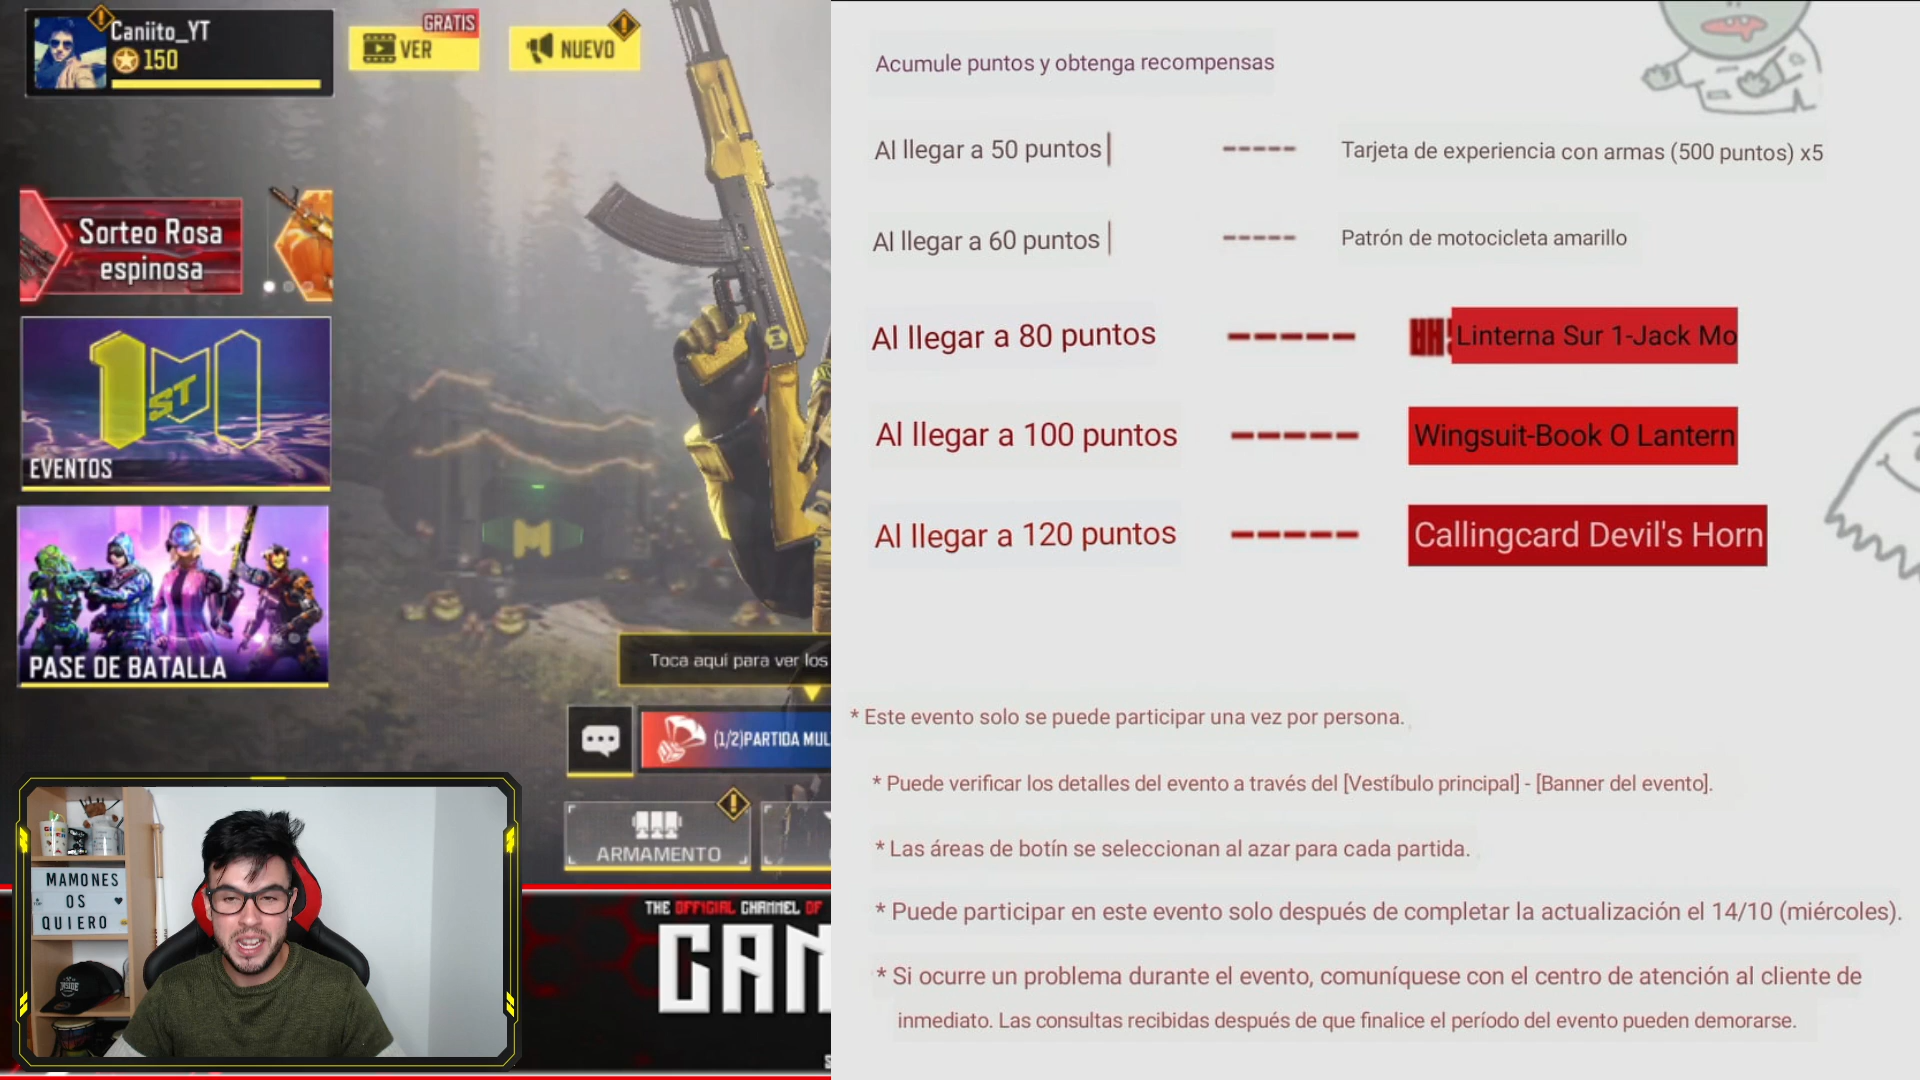 Caniito_YT
150
GRATIS
VER
NUEVO
Sorteo Rosa
espinosa
1ST
EVENTOS
PASE DE BATALLA
Toca aquí para ver los
(1/2)PARTIDA MUL
ARMAMENTO
MAMONES
OS
QUIERO
THE OFFICIAL CHANNEL OF
CAN
Acumule puntos y obtenga recompensas
Al llegar a 50 puntos ----- Tarjeta de experiencia con armas (500 puntos) x5
Al llegar a 60 puntos ----- Patrón de motocicleta amarillo
Al llegar a 80 puntos ----- Linterna Sur 1-Jack Mo
Al llegar a 100 puntos ----- Wingsuit-Book O Lantern
Al llegar a 120 puntos ----- Callingcard Devil's Horn
* Este evento solo se puede participar una vez por persona.
* Puede verificar los detalles del evento a través del [Vestíbulo principal] - [Banner del evento].
* Las áreas de botín se seleccionan al azar para cada partida.
* Puede participar en este evento solo después de completar la actualización el 14/10 (miércoles).
* Si ocurre un problema durante el evento, comuníquese con el centro de atención al cliente de
inmediato. Las consultas recibidas después de que finalice el período del evento pueden demorarse.